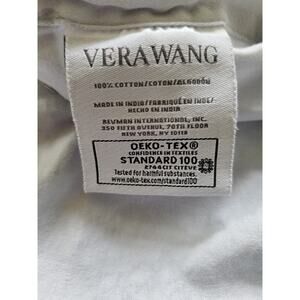 VERAWANG
100% COTTON/COTON/ALGODÓN
MADE IN INDIA/FABRIQUÉ EN INDE/
HECHO EN INDIA
REVMAN INTERNATIONAL, INC.
350 FIFTH AVENUE, 70TH FLOOR
NEW YORK, NY 10118
OEKO-TEX®
CONFIDENCE IN TEXTILES
STANDARD 100
2764CIT CITEVE
Tested for harmful substances.
www.oeko-tex.com/standard100